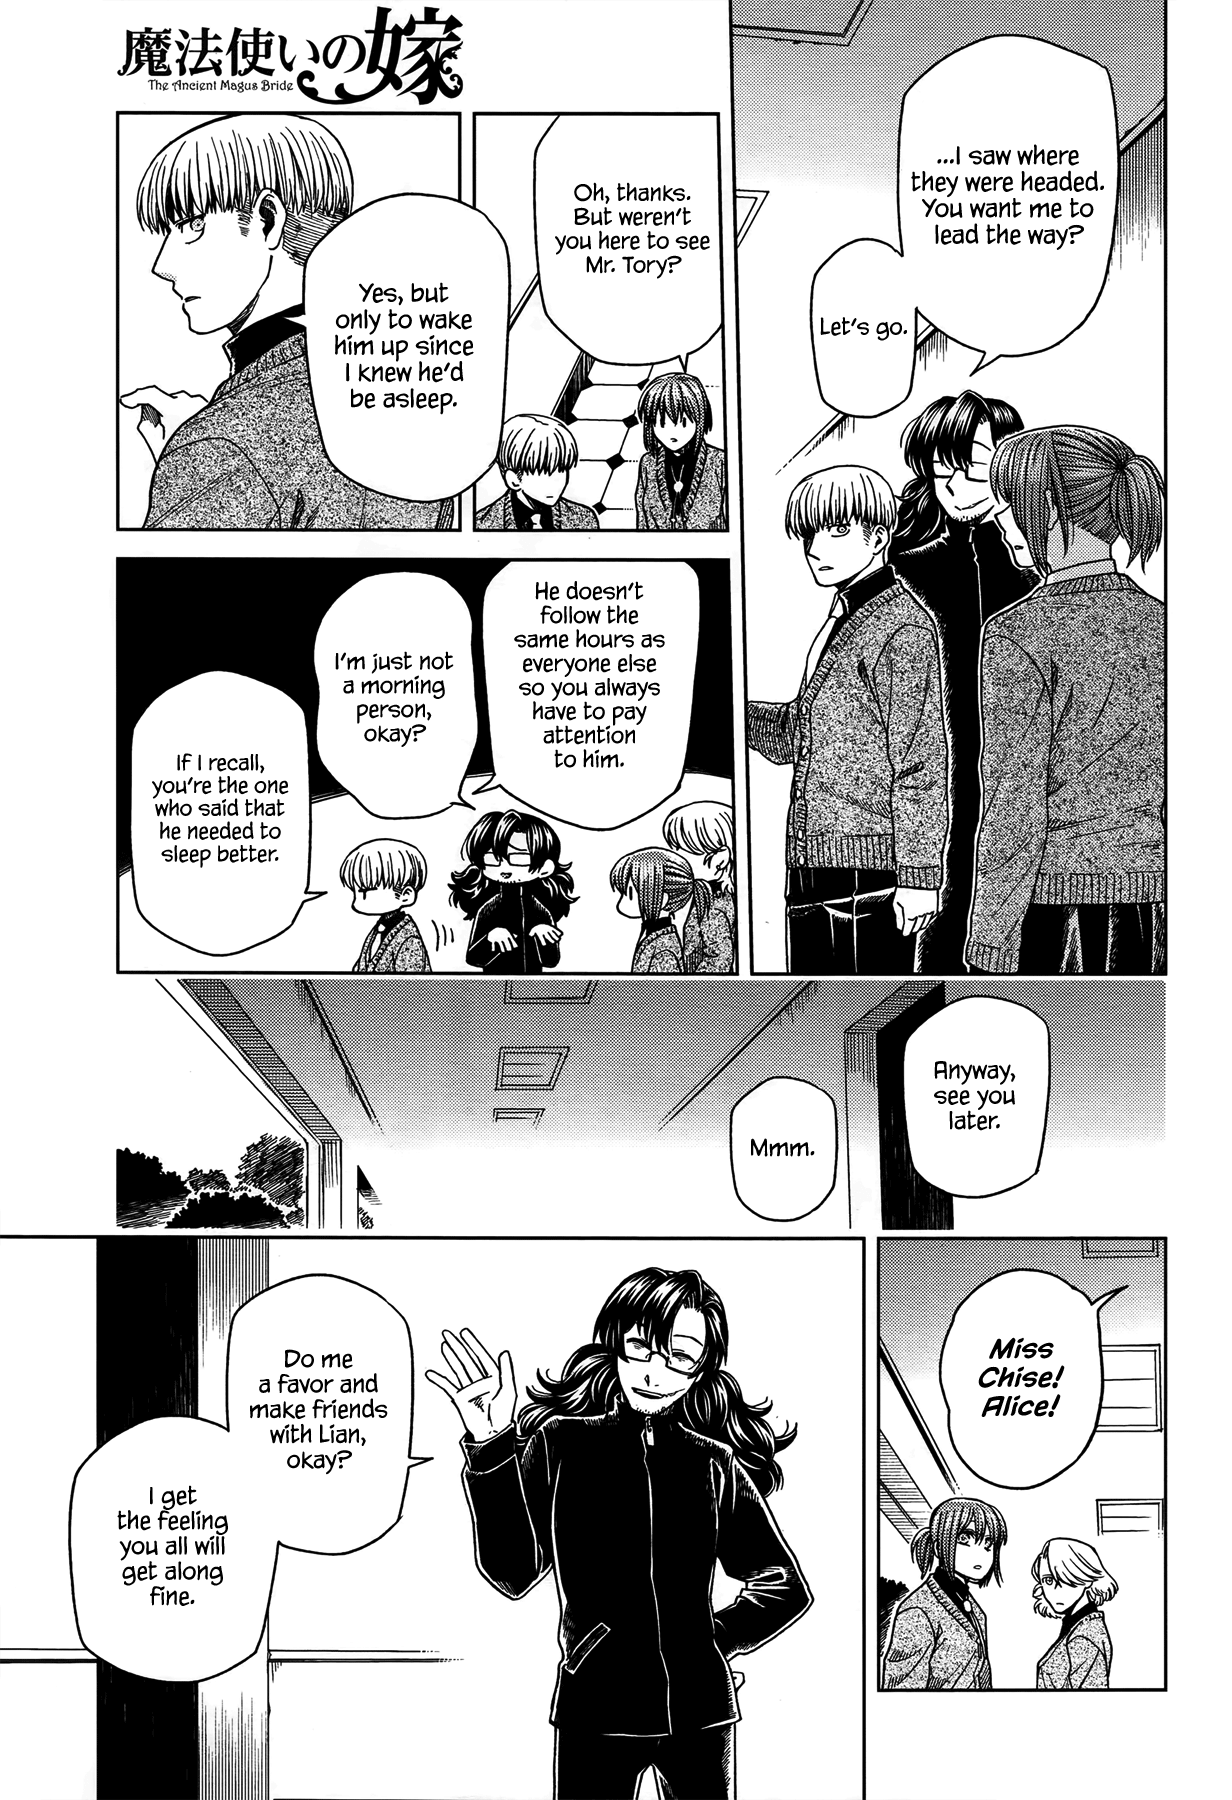 魔法使いの嫁
The Ancient Magus Bride
...I saw where
they were headed.
You want me to
lead the way?
Let's go.
Oh, thanks.
But weren't
you here to see
Mr. Tory?
Yes, but
only to wake
him up since
I knew he'd
be asleep.
He doesn't
follow the
same hours as
everyone else
so you always
have to pay
attention
to him.
I'm just not
a morning
person,
okay?
If I recall,
you're the one
who said that
he needed to
sleep better.
Anyway,
see you
later.
Mmm.
Miss
Chise!
Alice!
Do me
a favor and
make friends
with Lian,
okay?
I get
the feeling
you all will
get along
fine.